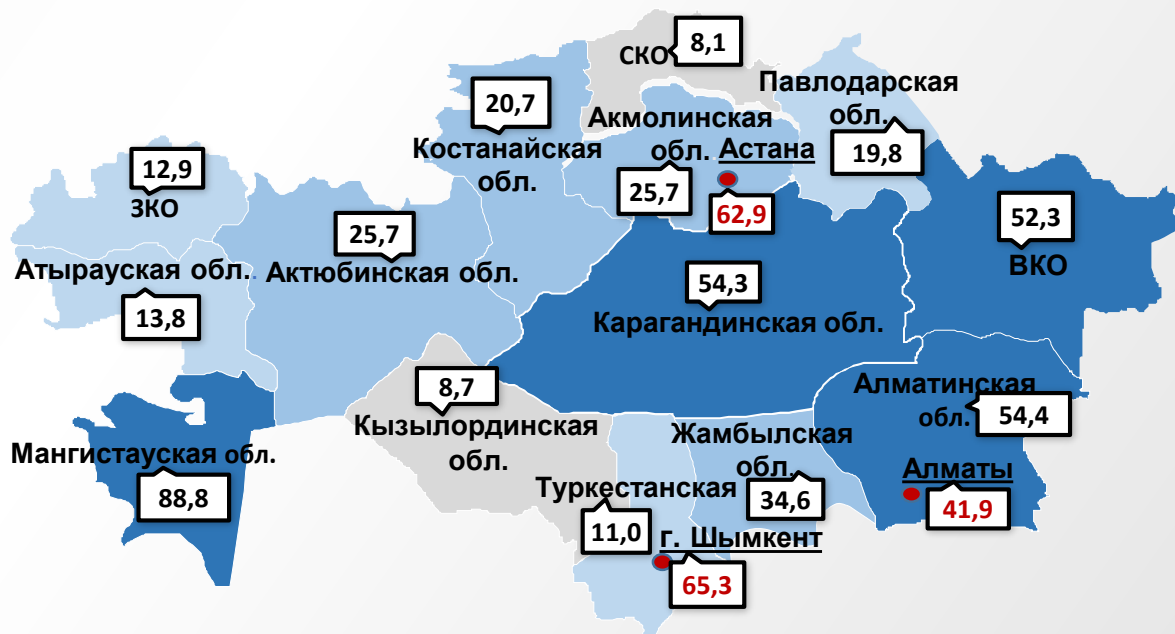 СКО
8,1
Павлодарская
обл.
19,8
20,7
Костанайская
обл.
Акмолинская
обл.
25,7
Астана
62,9
12,9
ЗКО
25,7
Актюбинская обл.
Атырауская обл..
13,8
52,3
ВКО
54,3
Карагандинская обл.
8,7
Кызылординская
обл.
Алматинская
обл.
54,4
Мангистауская обл.
88,8
Жамбылская
обл.
34,6
Алматы
41,9
Туркестанская
11,0
г. Шымкент
65,3